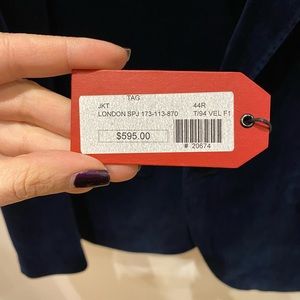 TAG
JKT 44R
LONDON SPJ 173-113-870 T/94 VEL F1
$595.00
# 20674